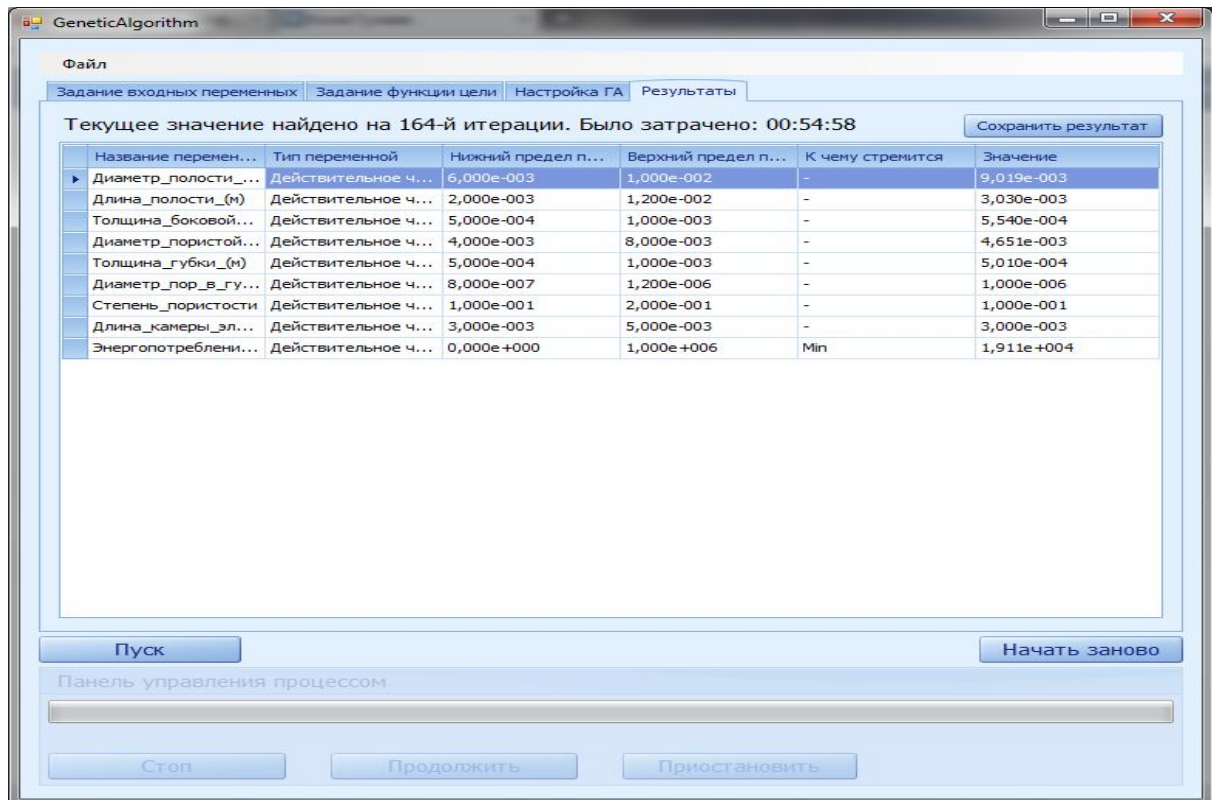 GeneticAlgorithm
Файл
Задание входных переменных Задание функции цели Настройка ГА Результаты
Текущее значение найдено на 164-й итерации. Было затрачено: 00:54:58 Сохранить результат
Название перемен... Тип переменной Нижний предел п... Верхний предел п... К чему стремится Значение
Диаметр_полости_... Действительное ч... 6,000e-003 1,000e-002 - 9,019e-003
Длина_полости_(м) Действительное ч... 2,000e-003 1,200e-002 - 3,030e-003
Толщина_боковой... Действительное ч... 5,000e-004 1,000e-003 - 5,540e-004
Диаметр_пористой... Действительное ч... 4,000e-003 8,000e-003 - 4,651e-003
Толщина_губки_(м) Действительное ч... 5,000e-004 1,000e-003 - 5,010e-004
Диаметр_пор_в_гу... Действительное ч... 8,000e-007 1,200e-006 - 1,000e-006
Степень_пористости Действительное ч... 1,000e-001 2,000e-001 - 1,000e-001
Длина_камеры_эл... Действительное ч... 3,000e-003 5,000e-003 - 3,000e-003
Энергопотреблени... Действительное ч... 0,000e+000 1,000e+006 Min 1,911e+004
Пуск Начать заново
Панель управления процессом
Стоп Продолжить Приостановить